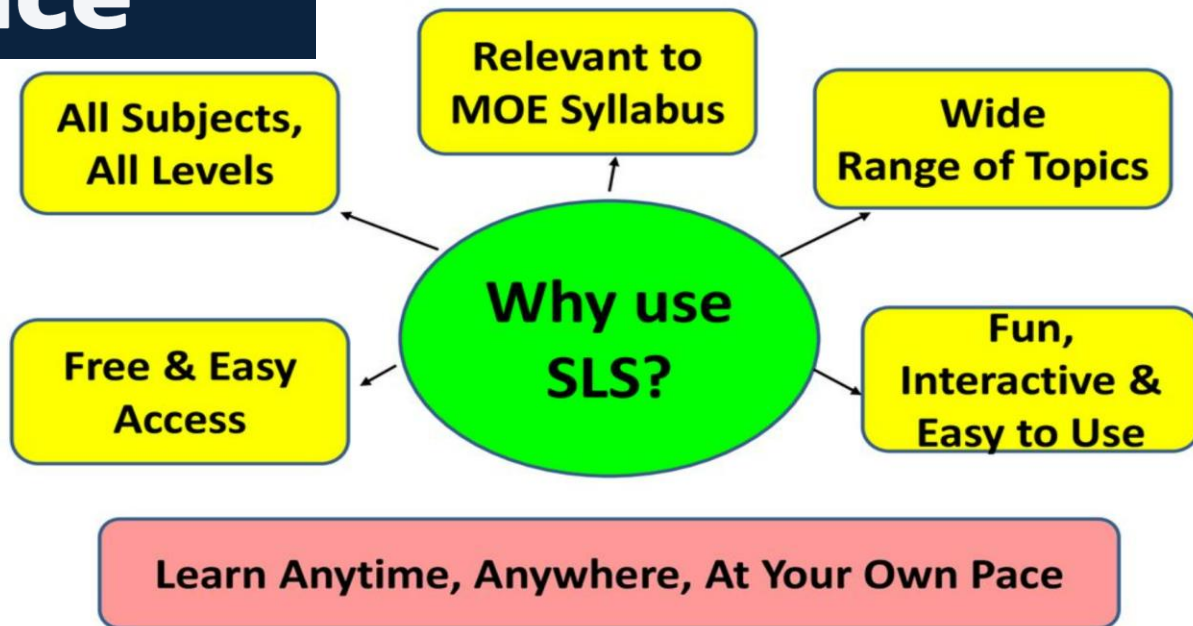 Relevant to
MOE Syllabus
All Subjects,
All Levels
Wide
Range of Topics
Why use
SLS?
Free & Easy
Access
Fun,
Interactive &
Easy to Use
Learn Anytime, Anywhere, At Your Own Pace